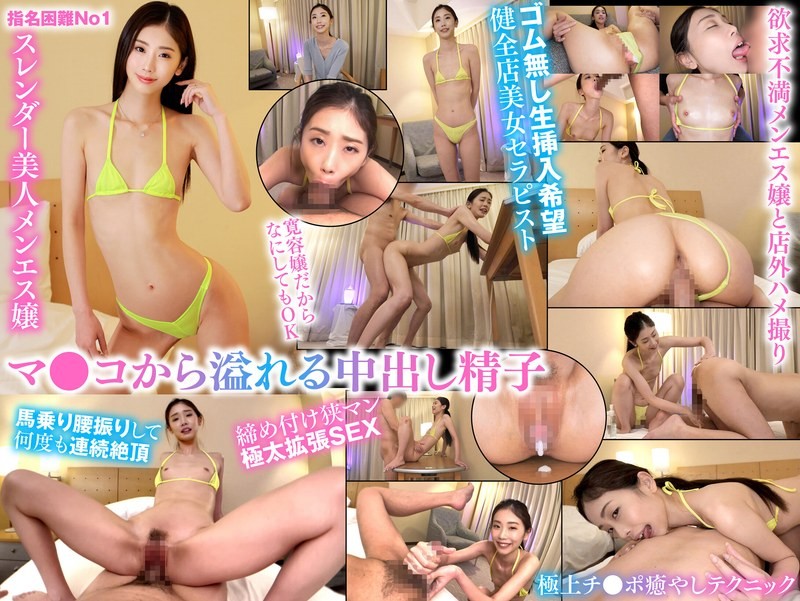 指名困難No1
スレンダー美人メンエス嬢
ゴム無し生挿入希望
健全店美女セラピスト
欲求不満メンエス嬢と店外ハメ撮り
寛容嬢だから
なにしてもOK
マ●コから溢れる中出し精子
馬乗り腰振りして
何度も連続絶頂
締め付け狭マン
極太拡張SEX
極上チ●ポ癒やしテクニック